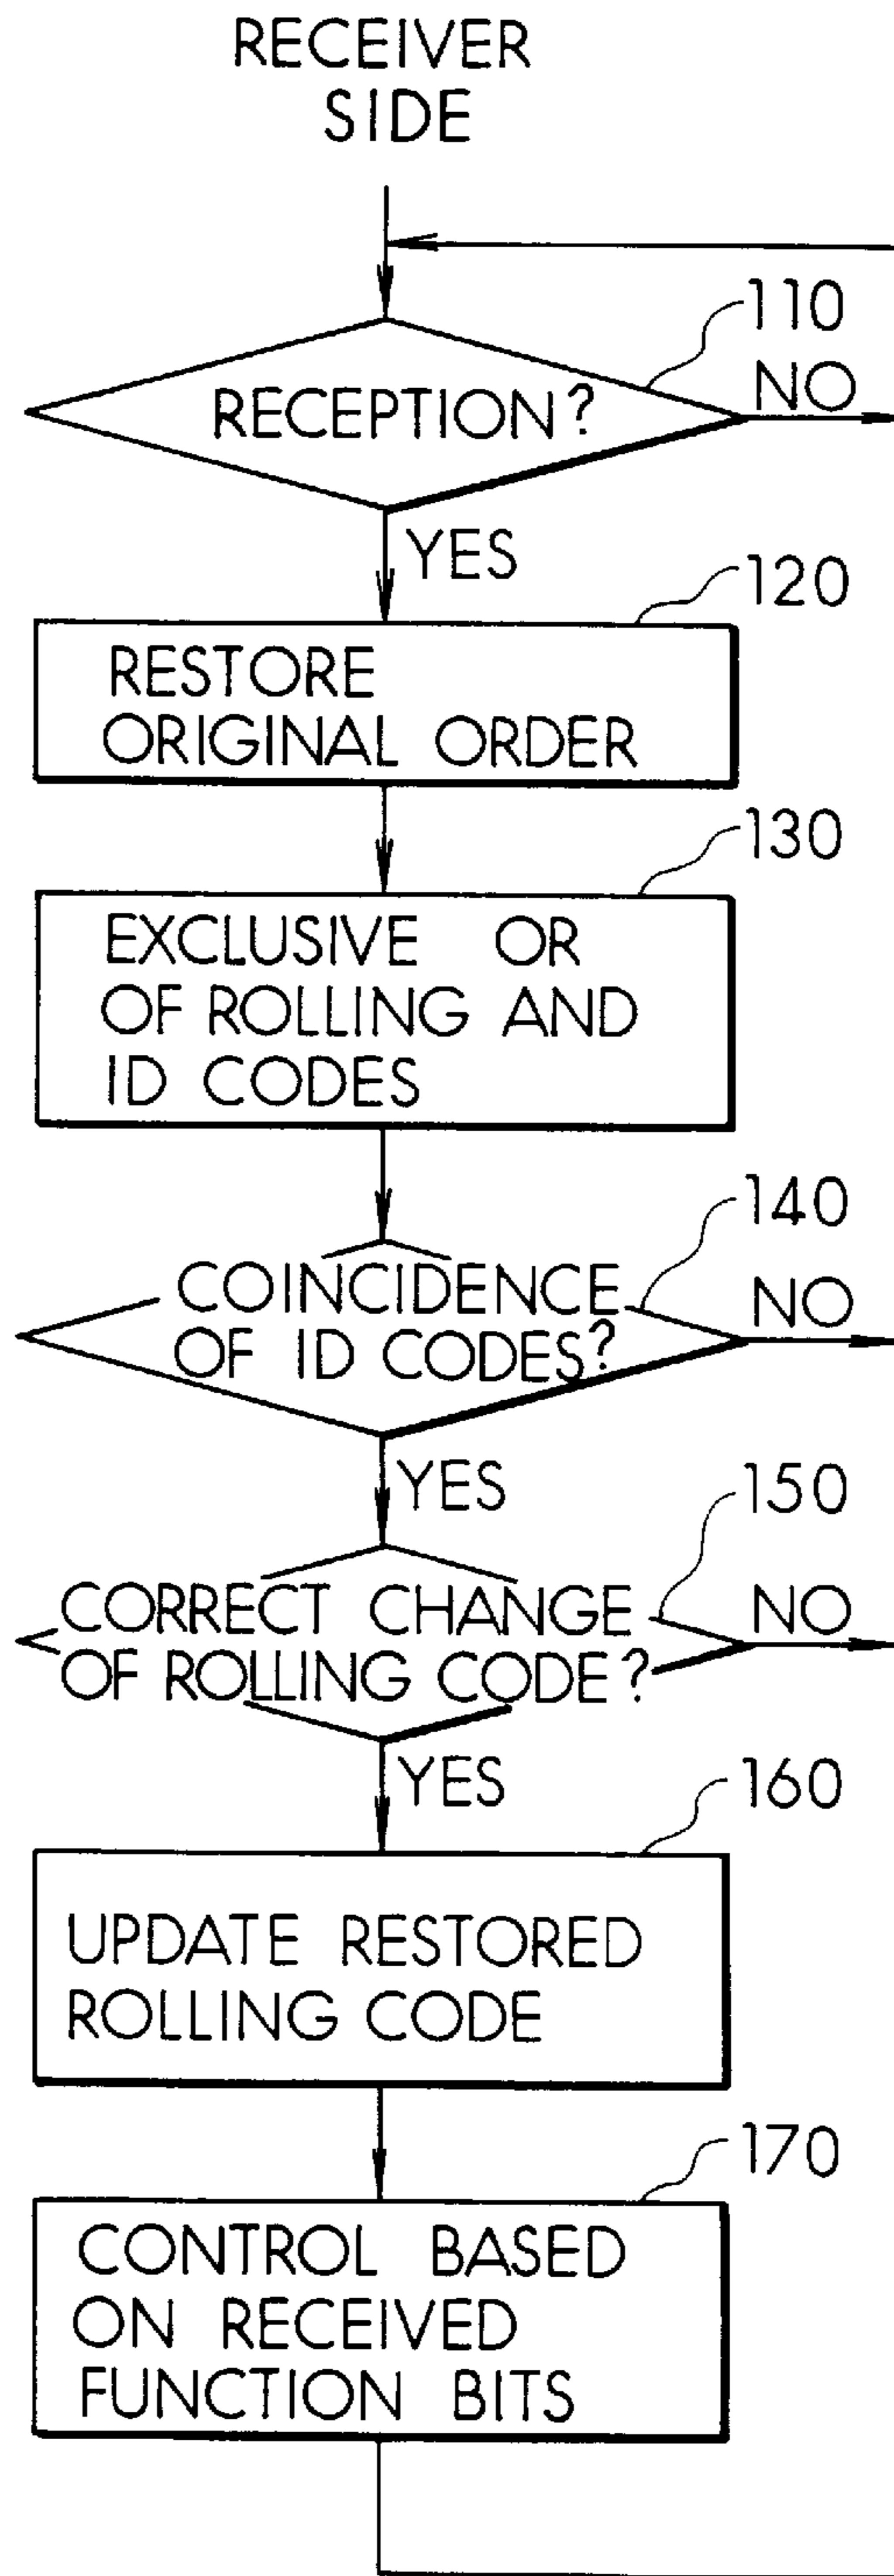 RECEIVER
SIDE
110
RECEPTION?
NO
YES
120
RESTORE
ORIGINAL ORDER
130
EXCLUSIVE OR
OF ROLLING AND
ID CODES
140
COINCIDENCE
OF ID CODES?
NO
YES
150
CORRECT CHANGE
OF ROLLING CODE?
NO
YES
160
UPDATE RESTORED
ROLLING CODE
170
CONTROL BASED
ON RECEIVED
FUNCTION BITS